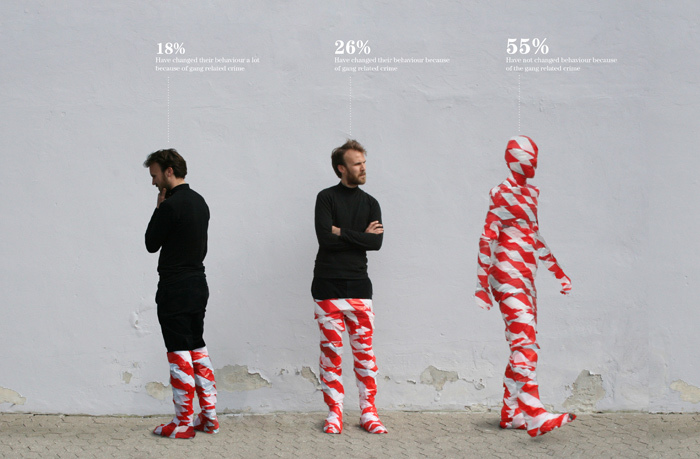 18%
Have changed their behaviour a lot
because of gang related crime
26%
Have changed their behaviour because
of gang related crime
55%
Have not changed behaviour because
of the gang related crime